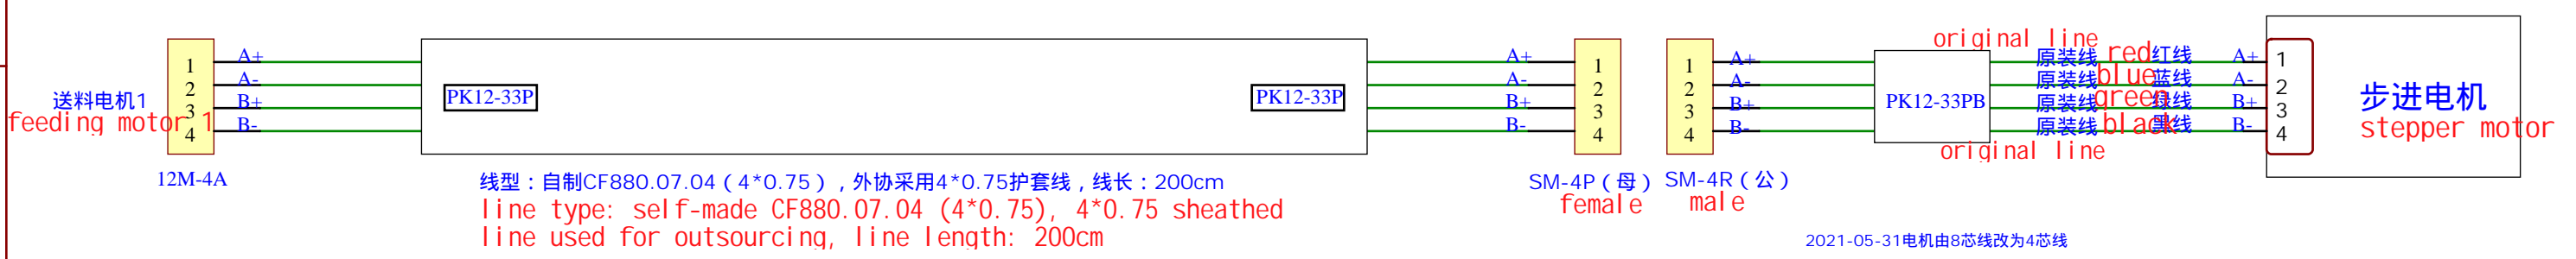 送料电机1
feeding motor 1
1
2
3
4
A+
A-
B+
B-
12M-4A
PK12-33P
PK12-33P
线型：自制CF880.07.04（4*0.75），外协采用4*0.75护套线，线长：200cm
line type: self-made CF880.07.04 (4*0.75), 4*0.75 sheathed
line used for outsourcing, line length: 200cm
A+
A-
B+
B-
1
2
3
4
SM-4P（母）
female
1
2
3
4
SM-4R（公）
male
A+
A-
B+
B-
PK12-33PB
original line
原装线 red 红线 A+ 1
原装线 blue 蓝线 A- 2
原装线 green 绿线 B+ 3
原装线 black 黑线 B- 4
original line
步进电机
stepper motor
2021-05-31电机由8芯线改为4芯线